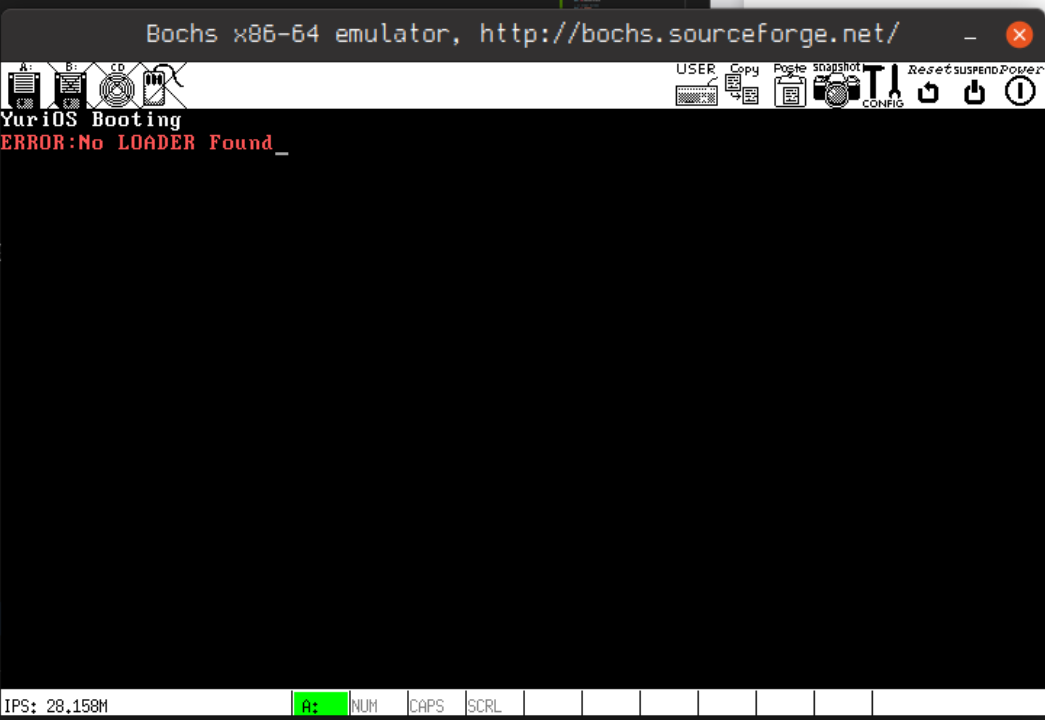 Bochs x86-64 emulator, http://bochs.sourceforge.net/
A: B: CD USER Copy Poste snapshot CONFIG Reset SUSPEND Power
YuriOS Booting
ERROR:No LOADER Found_
IPS: 28.158M A: NUM CAPS SCRL